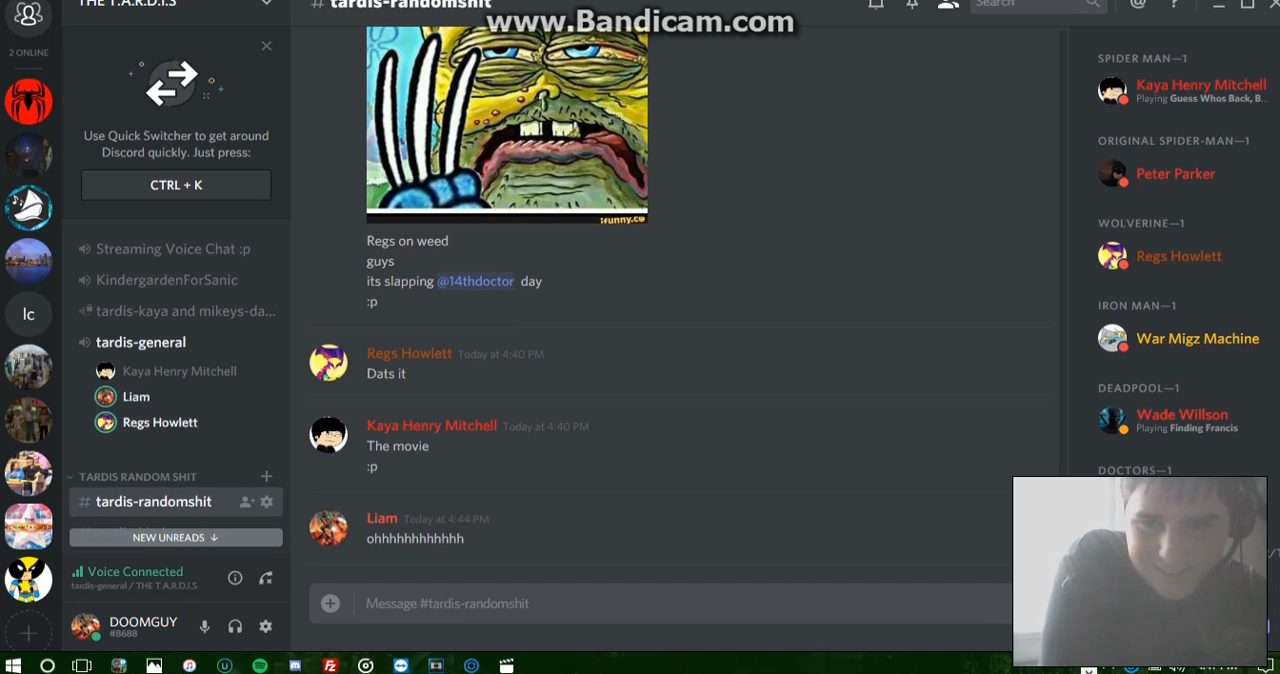 THE T.A.R.D.I.S
# tardis-randomshit
www.Bandicam.com
Search
2 ONLINE
Use Quick Switcher to get around
Discord quickly. Just press:
CTRL + K
Streaming Voice Chat :p
KindergardenForSanic
tardis-kaya and mikeys-da...
lc
tardis-general
Kaya Henry Mitchell
Liam
Regs Howlett
TARDIS RANDOM SHIT
tardis-randomshit
NEW UNREADS ↓
Voice Connected
tardis-general / THE T.A.R.D.I.S
DOOMGUY
#8688
ifunny.co
Regs on weed
guys
its slapping @14thdoctor day
:p
Regs Howlett Today at 4:40 PM
Dats it
Kaya Henry Mitchell Today at 4:40 PM
The movie
:p
Liam Today at 4:44 PM
ohhhhhhhhhhhh
Message #tardis-randomshit
SPIDER MAN—1
Kaya Henry Mitchell
Playing Guess Whos Back, B...
ORIGINAL SPIDER-MAN—1
Peter Parker
WOLVERINE—1
Regs Howlett
IRON MAN—1
War Migz Machine
DEADPOOL—1
Wade Willson
Playing Finding Francis
DOCTORS—1